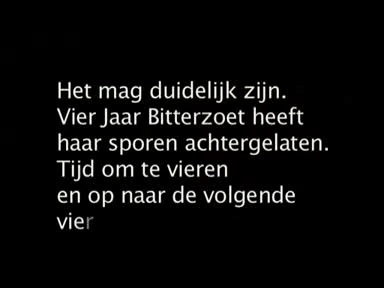 Het mag duidelijk zijn.
Vier Jaar Bitterzoet heeft
haar sporen achtergelaten.
Tijd om te vieren
en op naar de volgende
vier